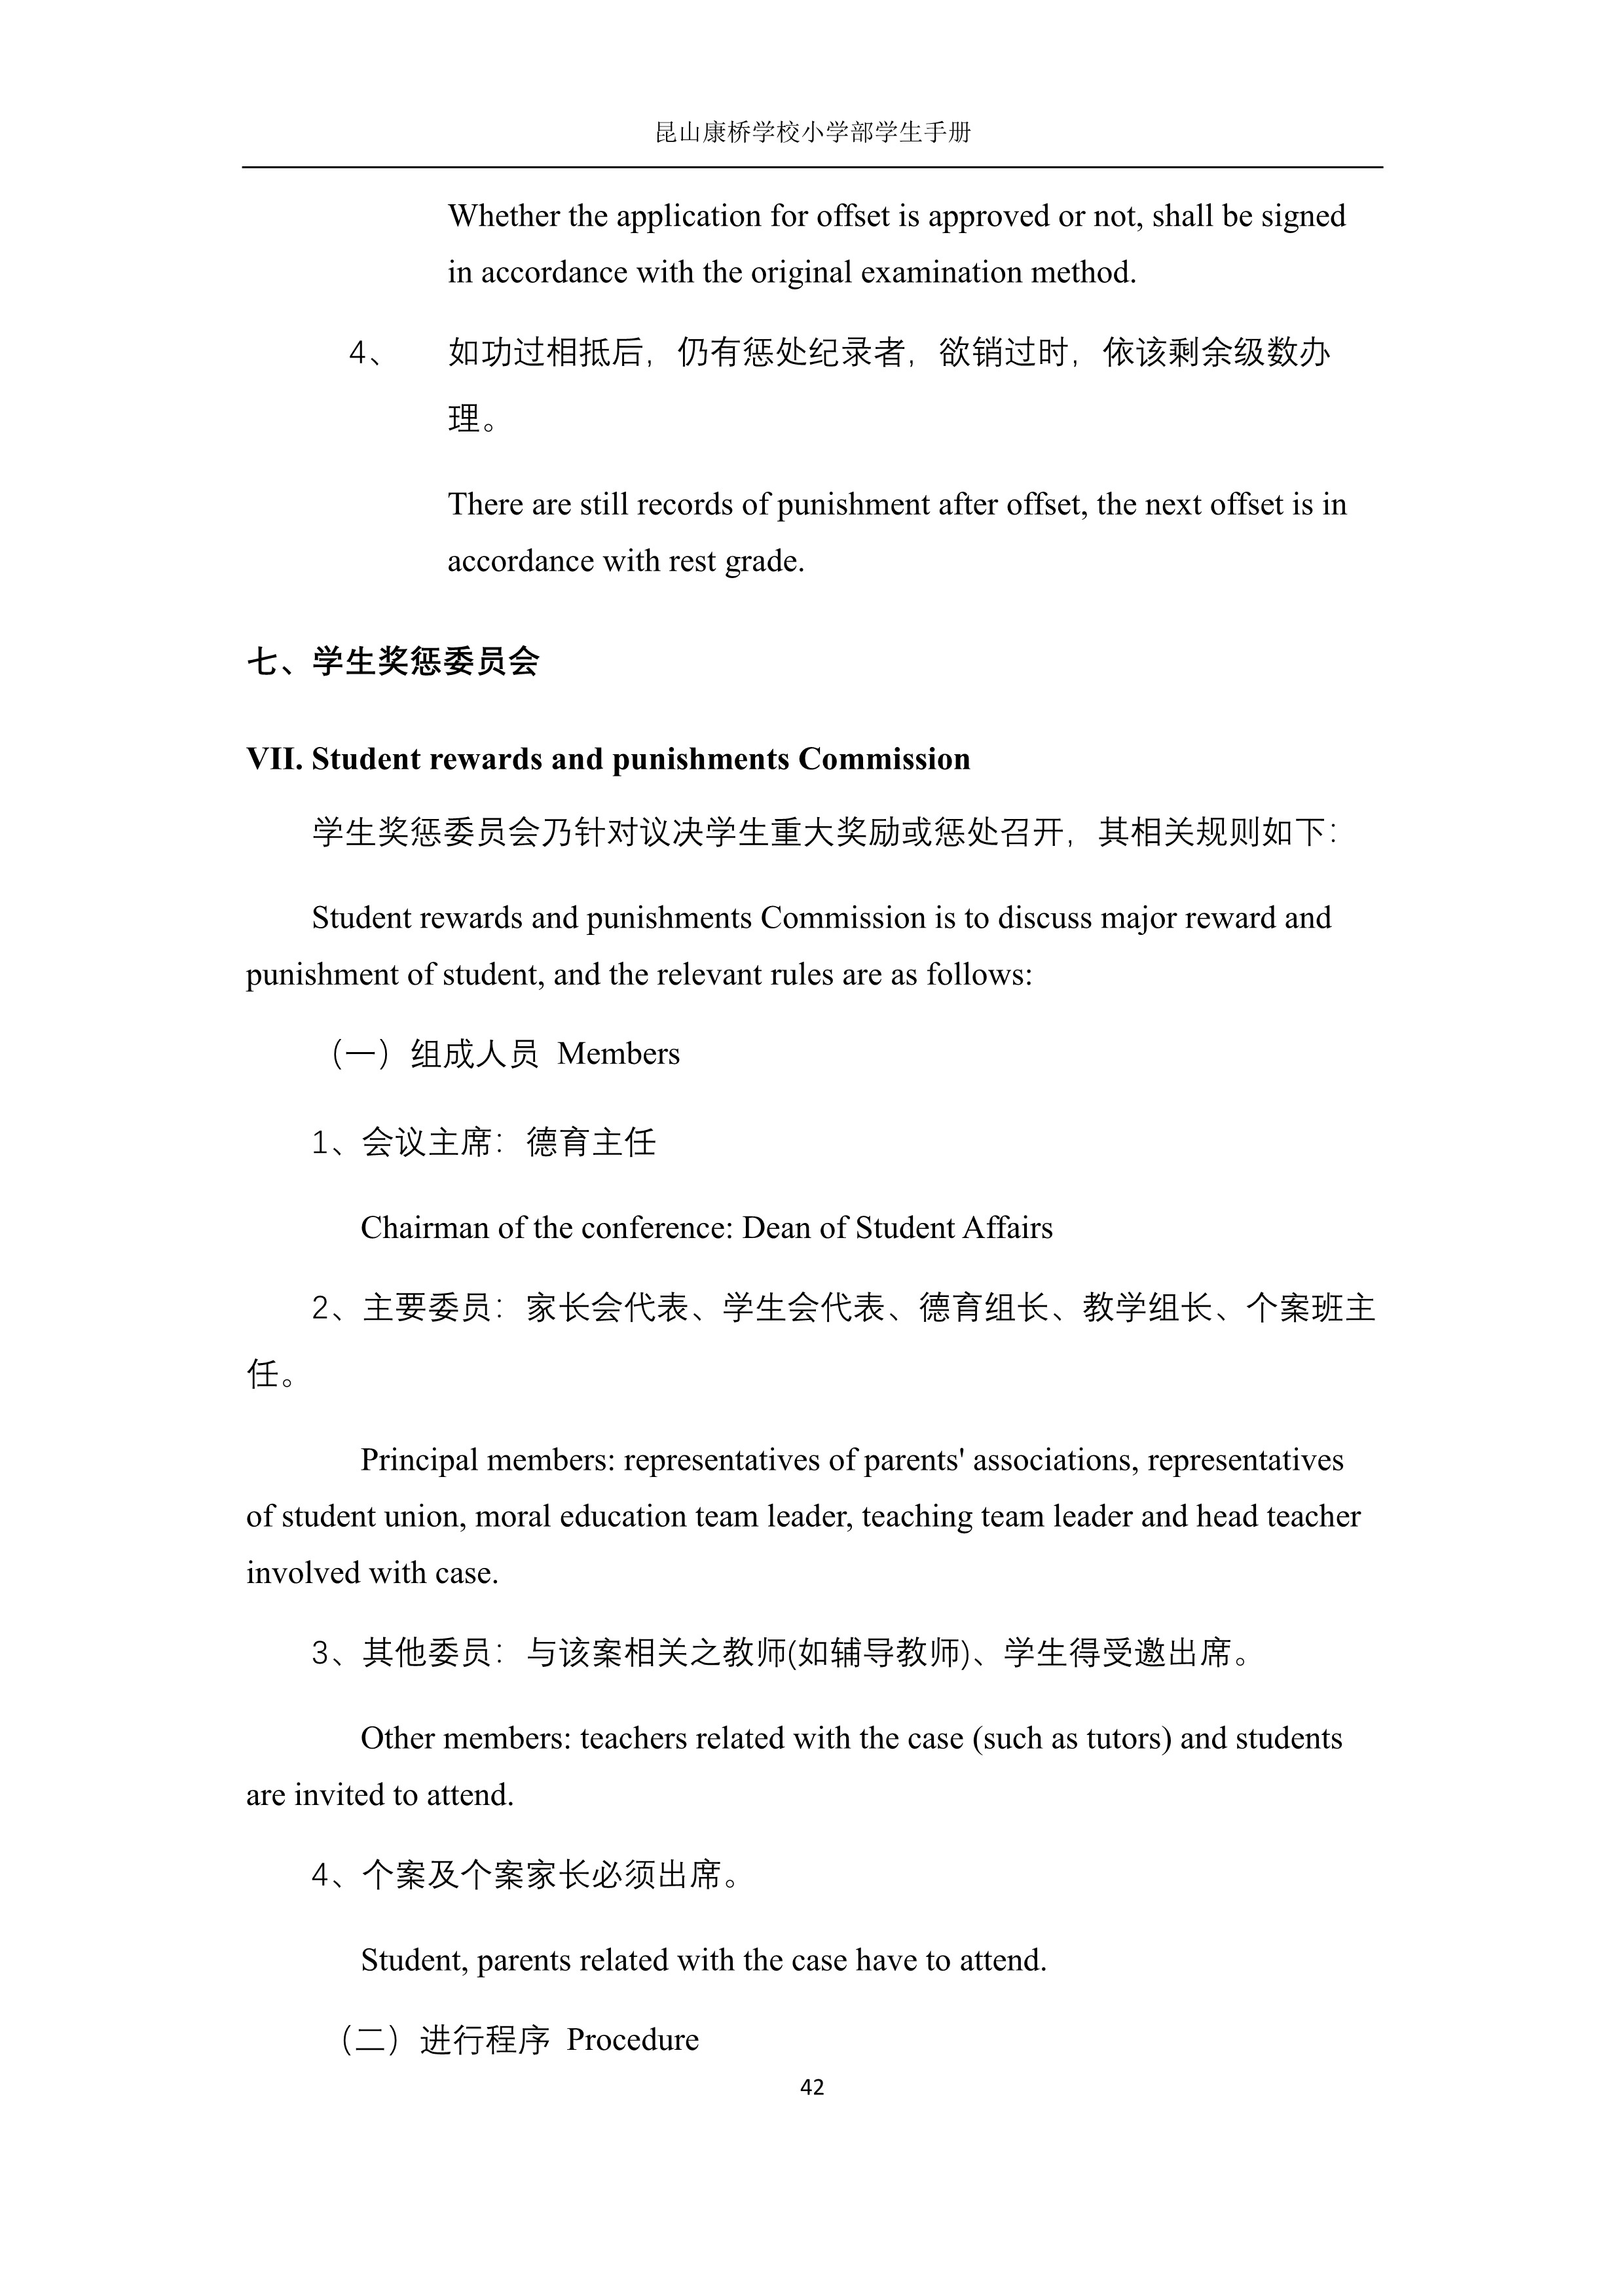 昆山康桥学校小学部学生手册
Whether the application for offset is approved or not, shall be signed
in accordance with the original examination method.
4、 如功过相抵后，仍有惩处纪录者，欲销过时，依该剩余级数办
理。
There are still records of punishment after offset, the next offset is in
accordance with rest grade.
七、学生奖惩委员会
VII. Student rewards and punishments Commission
学生奖惩委员会乃针对议决学生重大奖励或惩处召开，其相关规则如下：
Student rewards and punishments Commission is to discuss major reward and
punishment of student, and the relevant rules are as follows:
（一）组成人员 Members
1、会议主席：德育主任
Chairman of the conference: Dean of Student Affairs
2、主要委员：家长会代表、学生会代表、德育组长、教学组长、个案班主
任。
Principal members: representatives of parents' associations, representatives
of student union, moral education team leader, teaching team leader and head teacher
involved with case.
3、其他委员：与该案相关之教师(如辅导教师)、学生得受邀出席。
Other members: teachers related with the case (such as tutors) and students
are invited to attend.
4、个案及个案家长必须出席。
Student, parents related with the case have to attend.
（二）进行程序 Procedure
42